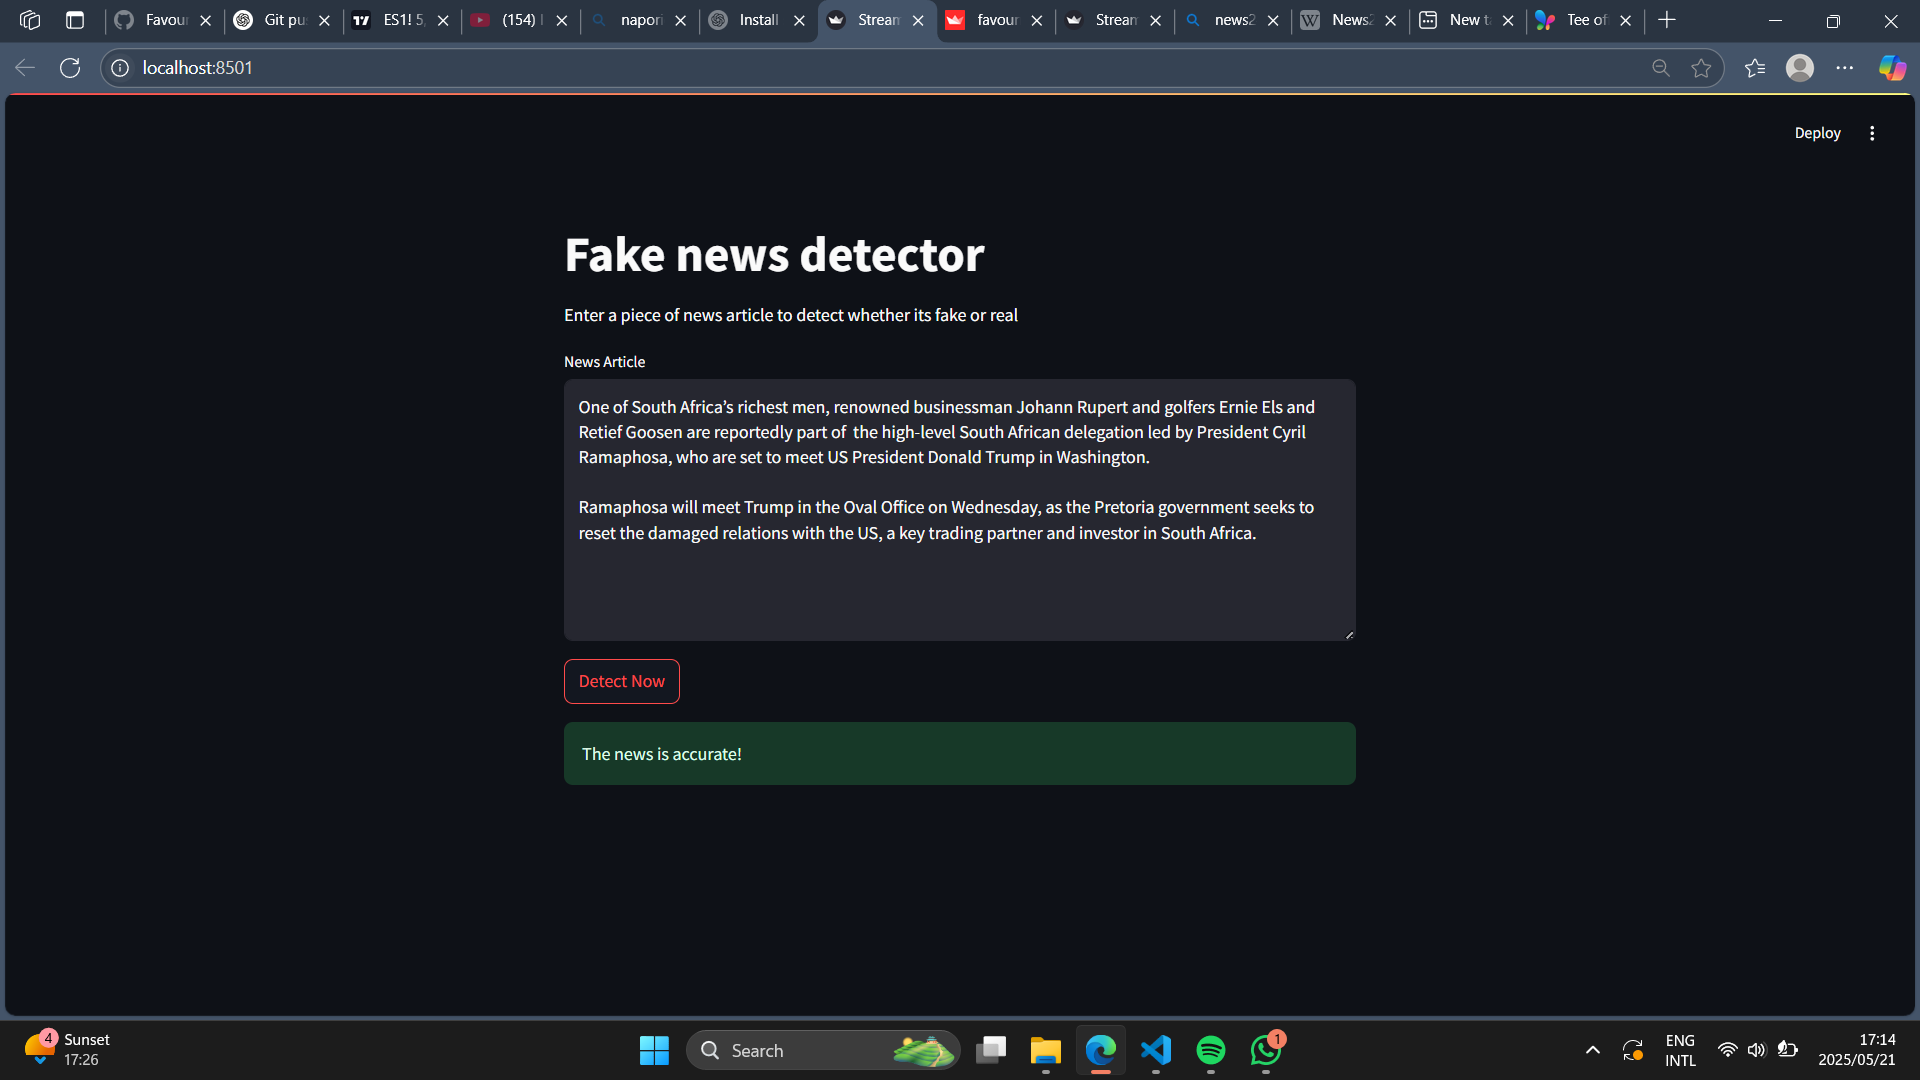 Favour
Git pu
ES1! 5,
(154)
napori
Install
Stream
favour
Stream
news2
News2
New t
Tee of
localhost:8501
Deploy
Fake news detector
Enter a piece of news article to detect whether its fake or real
News Article
One of South Africa’s richest men, renowned businessman Johann Rupert and golfers Ernie Els and
Retief Goosen are reportedly part of  the high-level South African delegation led by President Cyril
Ramaphosa, who are set to meet US President Donald Trump in Washington.
Ramaphosa will meet Trump in the Oval Office on Wednesday, as the Pretoria government seeks to
reset the damaged relations with the US, a key trading partner and investor in South Africa.
Detect Now
The news is accurate!
4
Sunset
17:26
Search
1
ENG
INTL
17:14
2025/05/21